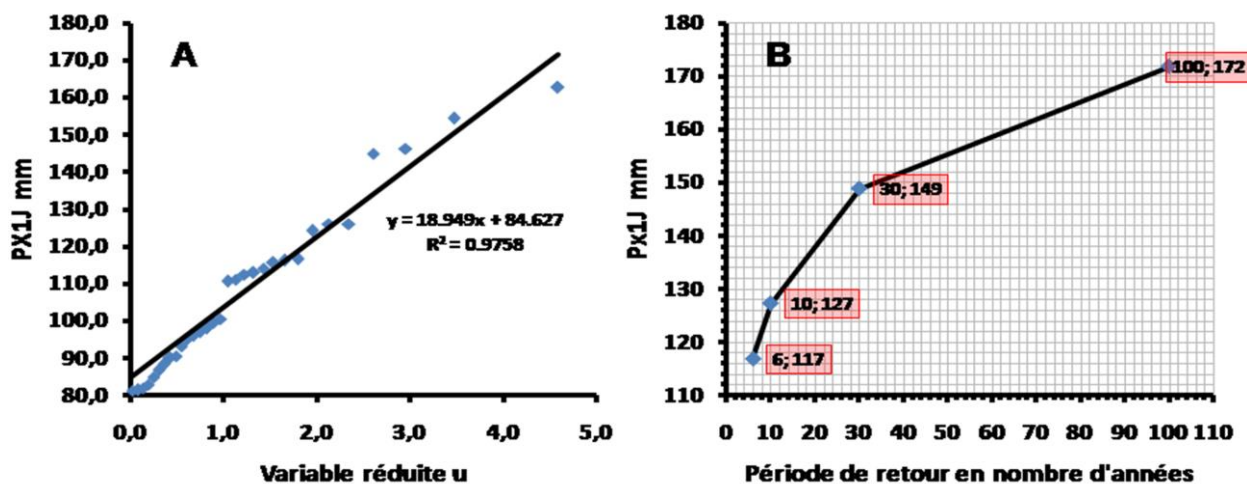 A
180,0
170,0
160,0
150,0
140,0
130,0
120,0
110,0
100,0
90,0
80,0
PX1J mm
y = 18.949x + 84.627
R² = 0.9758
0,0 1,0 2,0 3,0 4,0 5,0
Variable réduite u
B
180
170
160
150
140
130
120
110
Px1J mm
100; 172
30; 149
10; 127
6; 117
0 10 20 30 40 50 60 70 80 90 100 110
Période de retour en nombre d'années